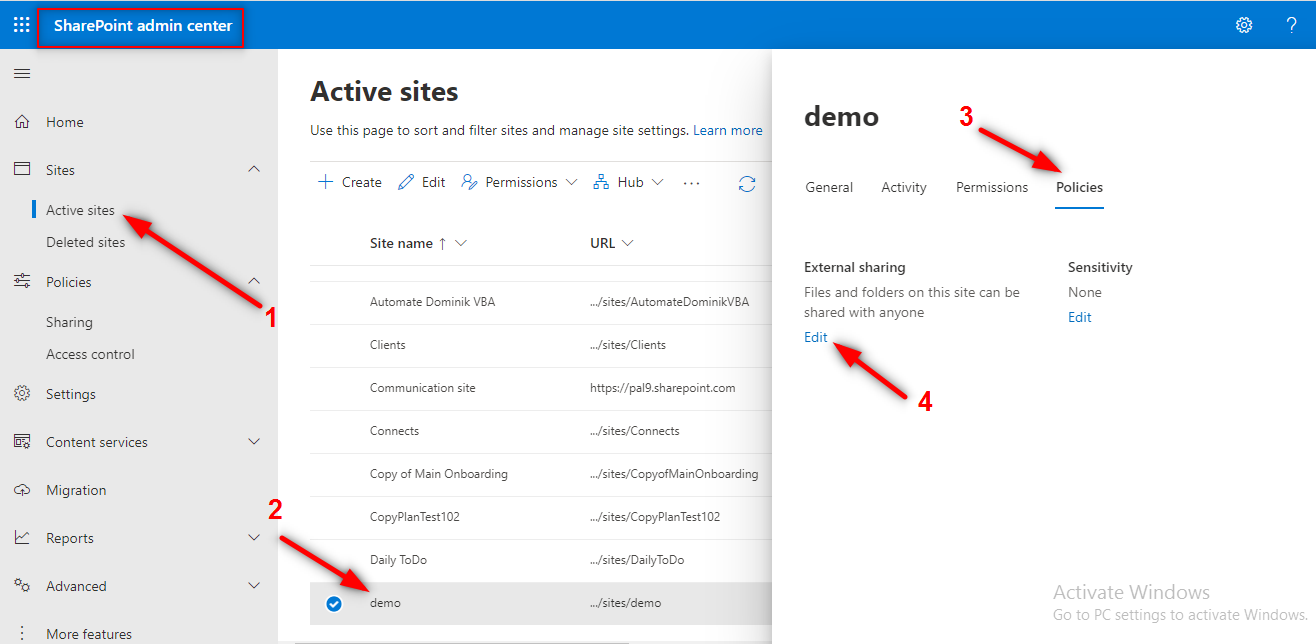 SharePoint admin center
?
Home
Sites
Active sites
Deleted sites
Policies
Sharing
Access control
Settings
Content services
Migration
Reports
Advanced
More features
1
2
Active sites
Use this page to sort and filter sites and manage site settings. Learn more
Create Edit Permissions Hub ...
Site name ↑ URL
Automate Dominik VBA .../sites/AutomateDominikVBA
Clients .../sites/Clients
Communication site https://pal9.sharepoint.com
Connects .../sites/Connects
Copy of Main Onboarding .../sites/CopyofMainOnboarding
CopyPlanTest102 .../sites/CopyPlanTest102
Daily ToDo .../sites/DailyToDo
demo .../sites/demo
demo
3
General Activity Permissions Policies
External sharing
Files and folders on this site can be
shared with anyone
Edit
4
Sensitivity
None
Edit
Activate Windows
Go to PC settings to activate Windows.